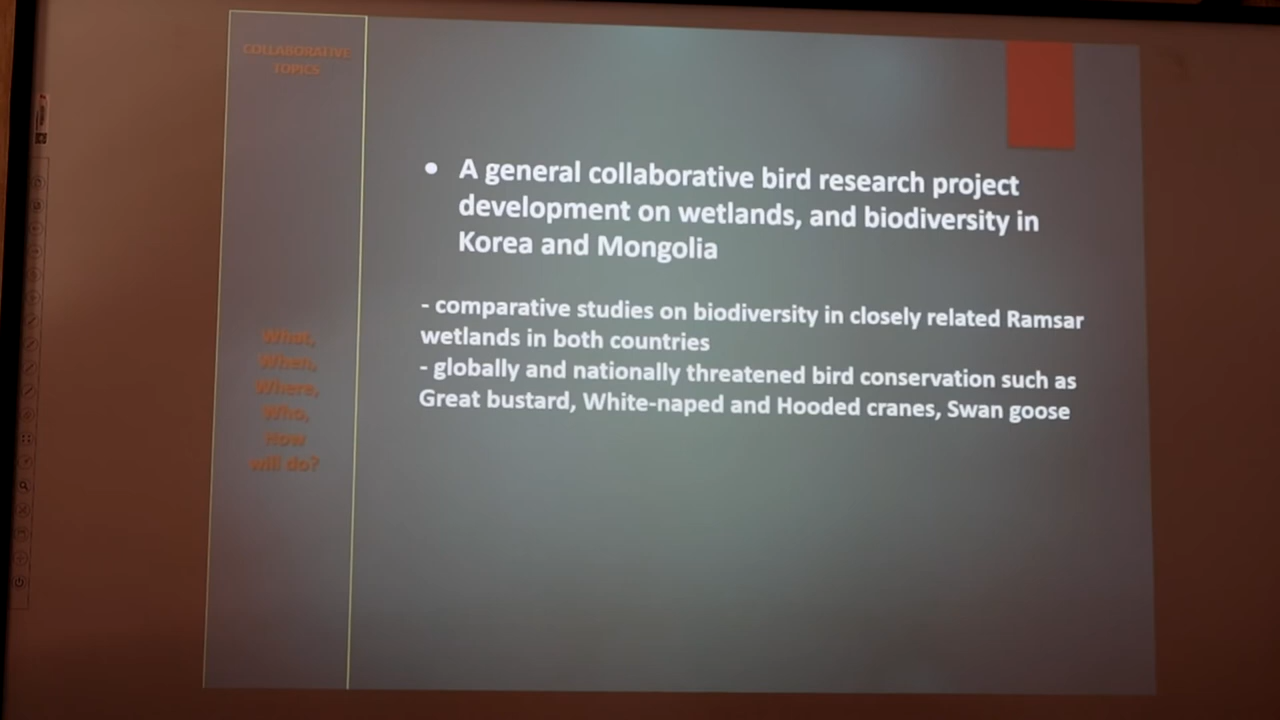 COLLABORATIVE
TOPICS
• A general collaborative bird research project
development on wetlands, and biodiversity in
Korea and Mongolia
- comparative studies on biodiversity in closely related Ramsar
wetlands in both countries
- globally and nationally threatened bird conservation such as
Great bustard, White-naped and Hooded cranes, Swan goose
What,
When,
Where,
Who,
How
will do?